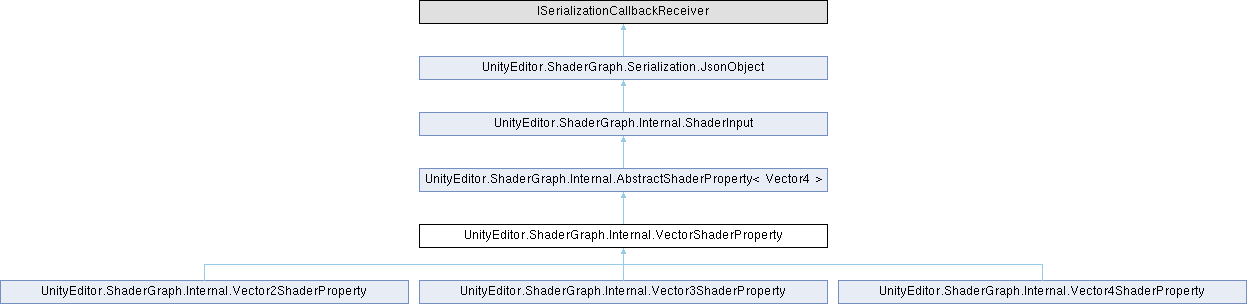 ISerializationCallbackReceiver
UnityEditor.ShaderGraph.Serialization.JsonObject
UnityEditor.ShaderGraph.Internal.ShaderInput
UnityEditor.ShaderGraph.Internal.AbstractShaderProperty< Vector4 >
UnityEditor.ShaderGraph.Internal.VectorShaderProperty
UnityEditor.ShaderGraph.Internal.Vector2ShaderProperty
UnityEditor.ShaderGraph.Internal.Vector3ShaderProperty
UnityEditor.ShaderGraph.Internal.Vector4ShaderProperty